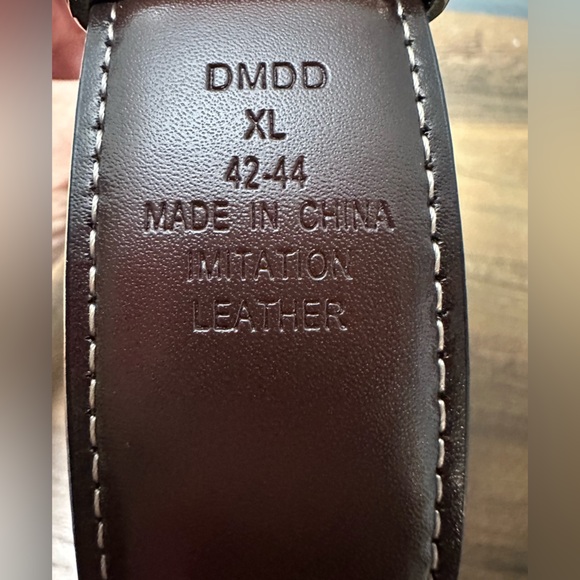 DMDD
XL
42-44
MADE IN CHINA
IMITATION
LEATHER